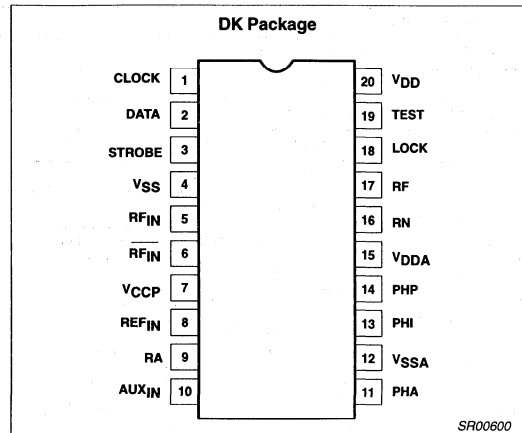 DK Package
CLOCK 1 20 VDD
DATA 2 19 TEST
STROBE 3 18 LOCK
VSS 4 17 RF
RFIN 5 16 RN
RFIN 6 15 VDDA
VCCP 7 14 PHP
REFIN 8 13 PHI
RA 9 12 VSSA
AUXIN 10 11 PHA
SR00600